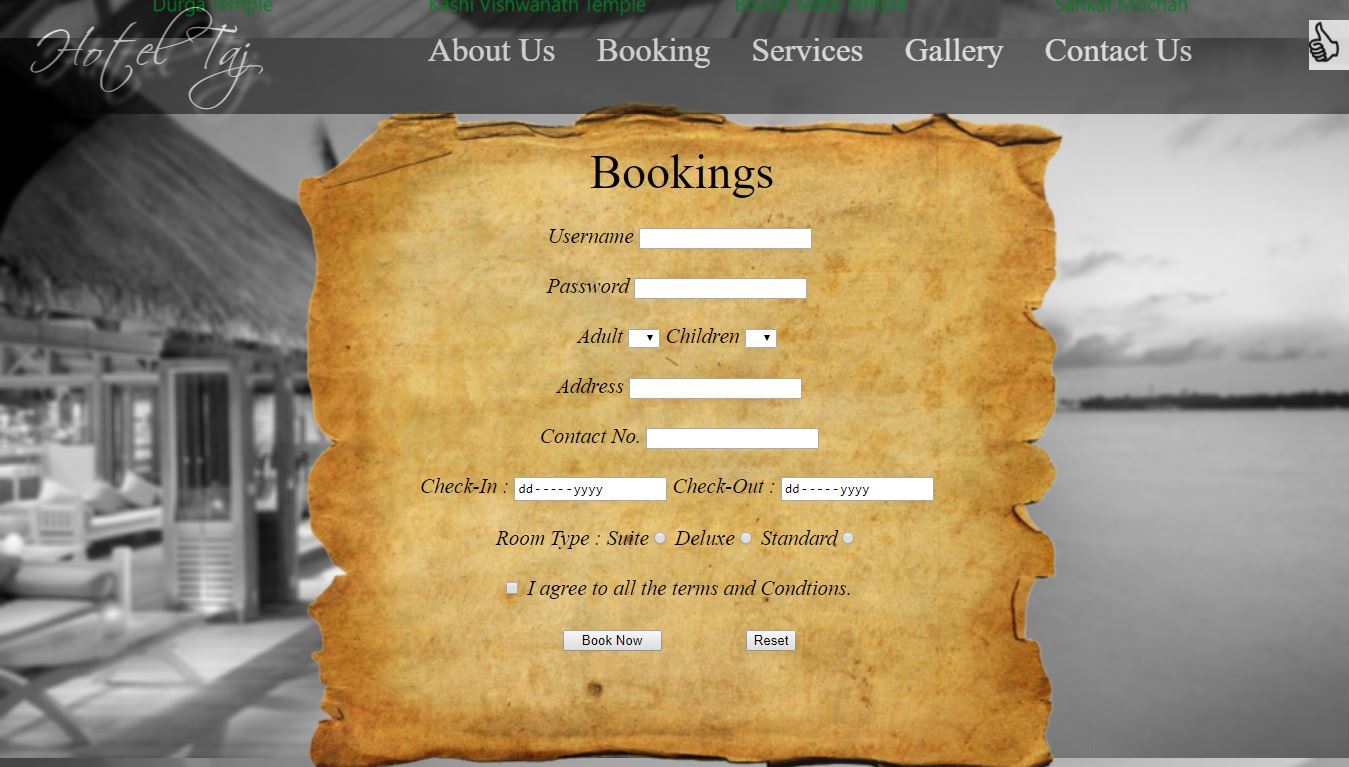 Durga Temple Kashi Vishwanath Temple Bharat Mata Temple Sankat Mochan
Hotel Taj About Us Booking Services Gallery Contact Us
Bookings
Username
Password
Adult Children
Address
Contact No.
Check-In : dd-----yyyy Check-Out : dd-----yyyy
Room Type : Suite Deluxe Standard
I agree to all the terms and Condtions.
Book Now Reset